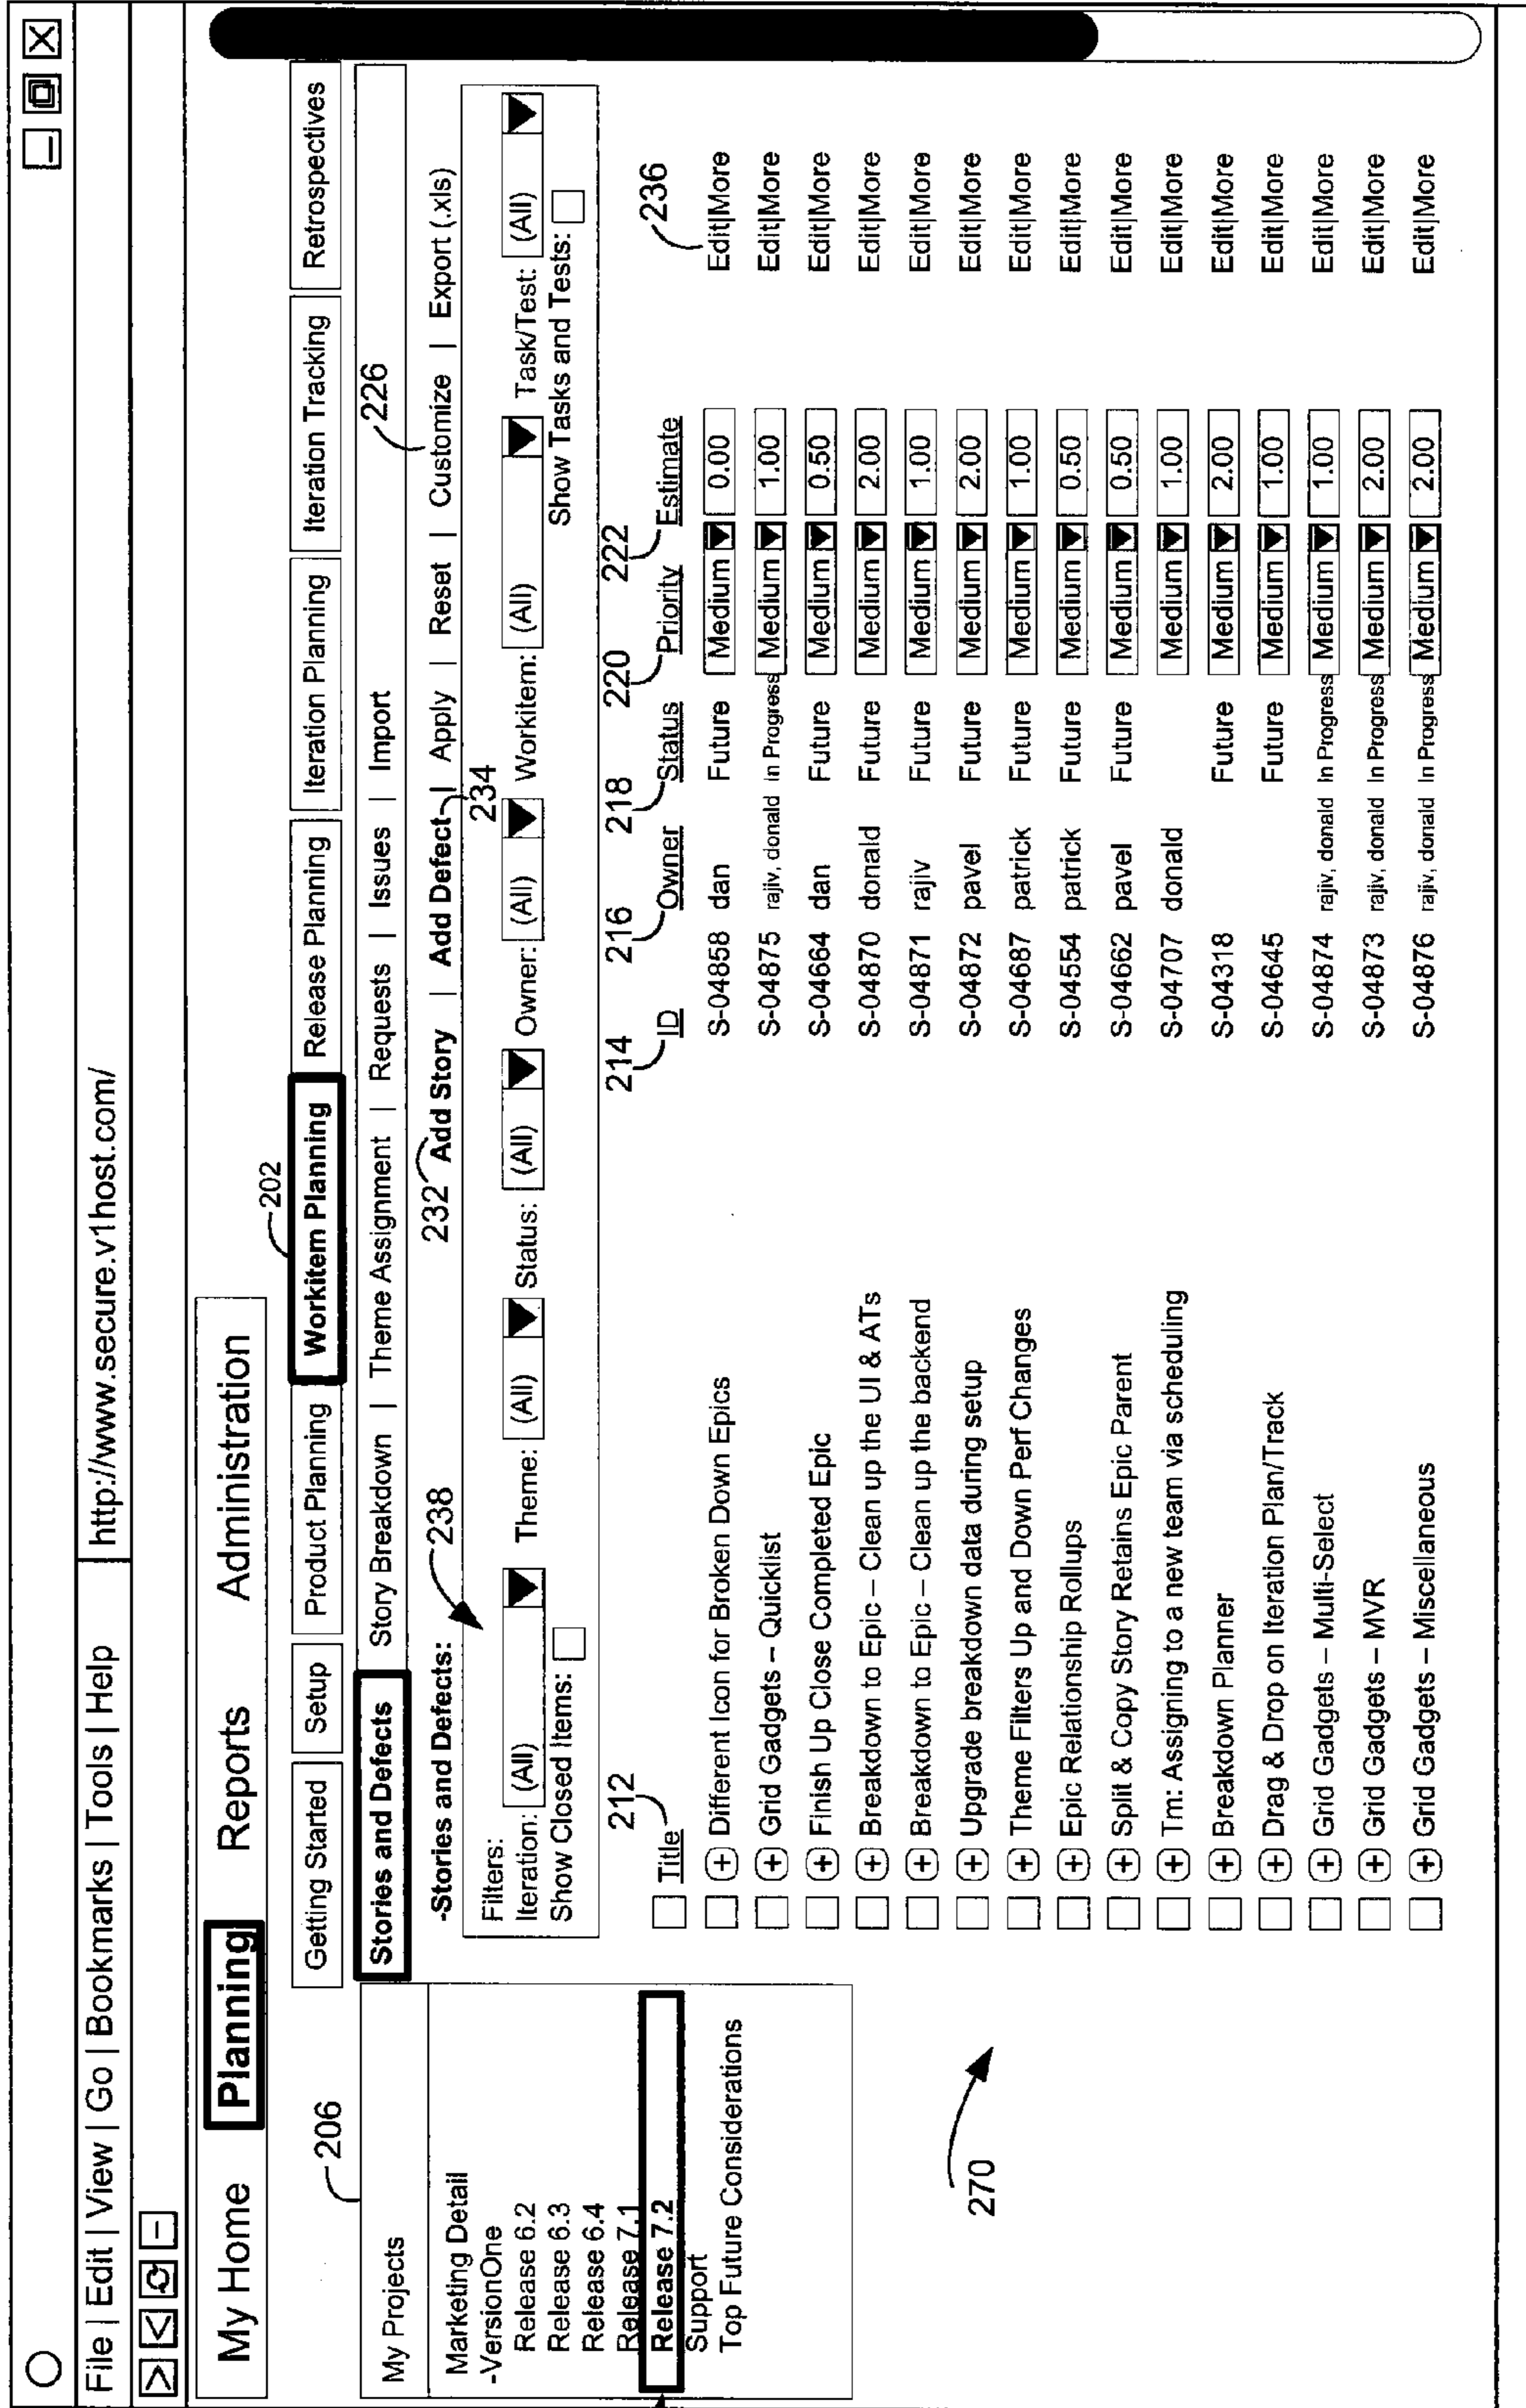 File | Edit | View | Go | Bookmarks | Tools | Help
http://www.secure.v1host.com/
My Home Planning Reports Administration
202
Getting Started Setup Product Planning Workitem Planning Release Planning Iteration Planning Iteration Tracking Retrospectives
206
My Projects
Marketing Detail
-VersionOne
Release 6.2
Release 6.3
Release 6.4
Release 7.1
Release 7.2
Support
Top Future Considerations
270
Stories and Defects Story Breakdown | Theme Assignment | Requests | Issues | Import
226
-Stories and Defects:
238
232 Add Story | Add Defect | Apply | Reset | Customize | Export (.xls)
234
Filters:
Iteration: (All) Theme: (All) Status: (All) Owner: (All) Workitem: (All) Task/Test: (All)
Show Closed Items: Show Tasks and Tests:
212 214 216 218 220 222 236
Title ID Owner Status Priority Estimate
+ Different Icon for Broken Down Epics S-04858 dan Future Medium 0.00 Edit|More
+ Grid Gadgets – Quicklist S-04875 rajiv, donald In Progress Medium 1.00 Edit|More
+ Finish Up Close Completed Epic S-04664 dan Future Medium 0.50 Edit|More
+ Breakdown to Epic – Clean up the UI & ATs S-04870 donald Future Medium 2.00 Edit|More
+ Breakdown to Epic – Clean up the backend S-04871 rajiv Future Medium 1.00 Edit|More
+ Upgrade breakdown data during setup S-04872 pavel Future Medium 2.00 Edit|More
+ Theme Filters Up and Down Perf Changes S-04687 patrick Future Medium 1.00 Edit|More
+ Epic Relationship Rollups S-04554 patrick Future Medium 0.50 Edit|More
+ Split & Copy Story Retains Epic Parent S-04662 pavel Future Medium 0.50 Edit|More
+ Tm: Assigning to a new team via scheduling S-04707 donald Medium 1.00 Edit|More
+ Breakdown Planner S-04318 Future Medium 2.00 Edit|More
+ Drag & Drop on Iteration Plan/Track S-04645 Future Medium 1.00 Edit|More
+ Grid Gadgets – Multi-Select S-04874 rajiv, donald In Progress Medium 1.00 Edit|More
+ Grid Gadgets – MVR S-04873 rajiv, donald In Progress Medium 2.00 Edit|More
+ Grid Gadgets – Miscellaneous S-04876 rajiv, donald In Progress Medium 2.00 Edit|More